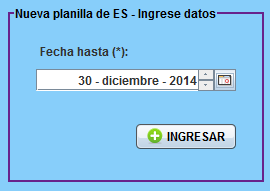 Nueva planilla de ES - Ingrese datos
Fecha hasta (*):
30 - diciembre - 2014
INGRESAR